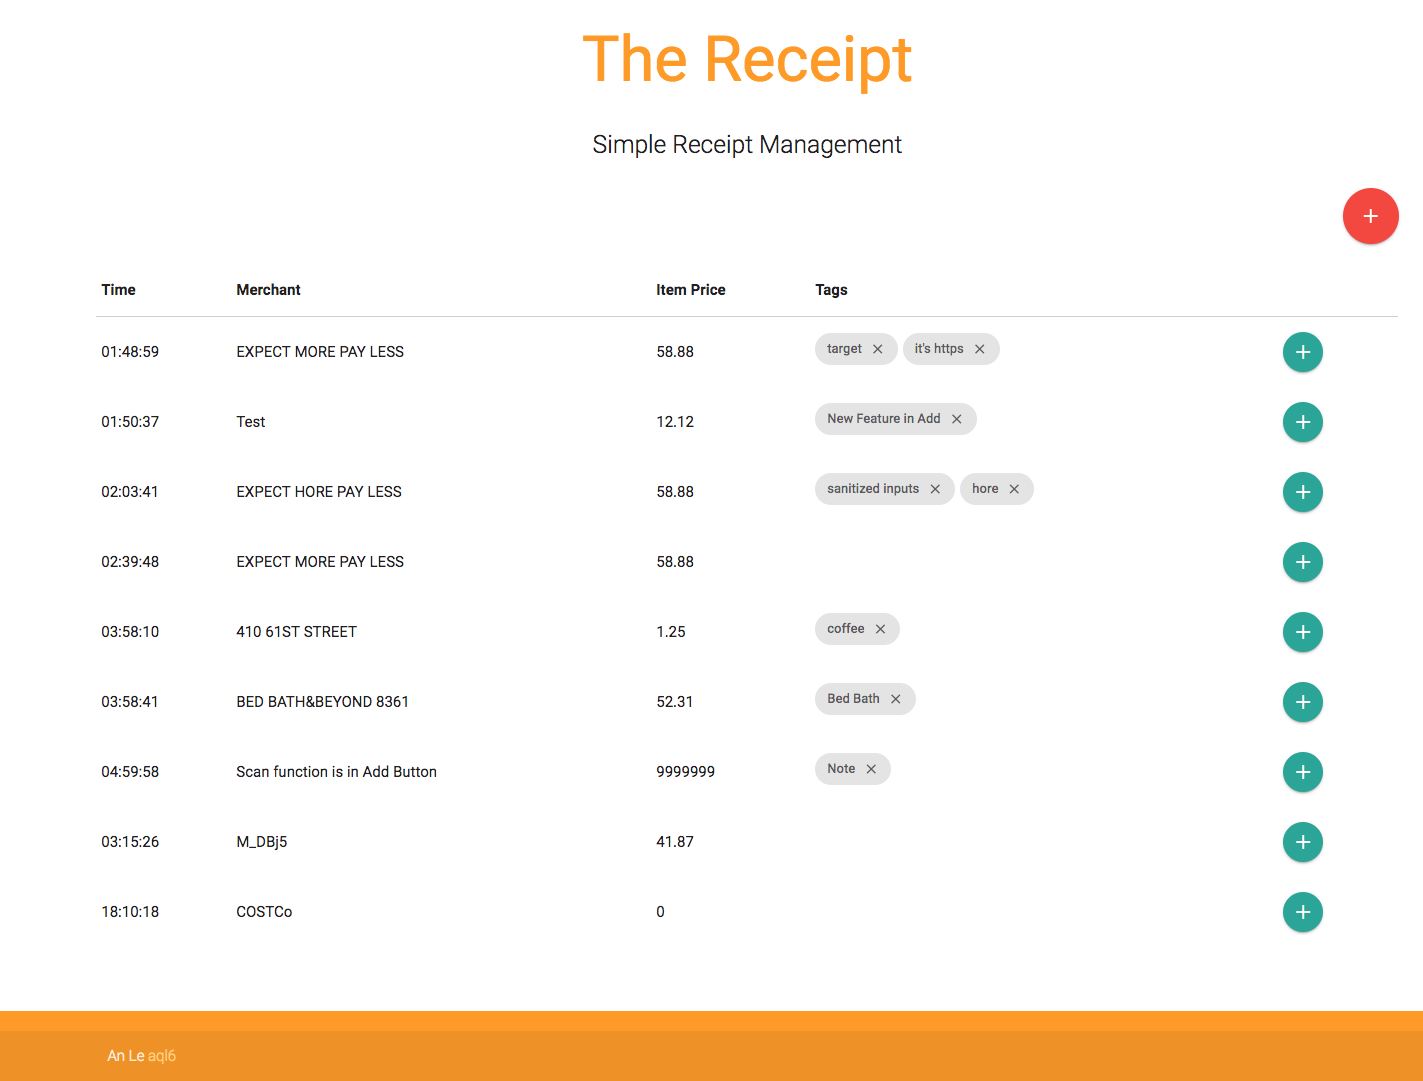 The Receipt
Simple Receipt Management
Time Merchant Item Price Tags
01:48:59 EXPECT MORE PAY LESS 58.88 target it's https
01:50:37 Test 12.12 New Feature in Add
02:03:41 EXPECT HORE PAY LESS 58.88 sanitized inputs hore
02:39:48 EXPECT MORE PAY LESS 58.88
03:58:10 410 61ST STREET 1.25 coffee
03:58:41 BED BATH&BEYOND 8361 52.31 Bed Bath
04:59:58 Scan function is in Add Button 9999999 Note
03:15:26 M_DBj5 41.87
18:10:18 COSTCo 0
An Le aql6